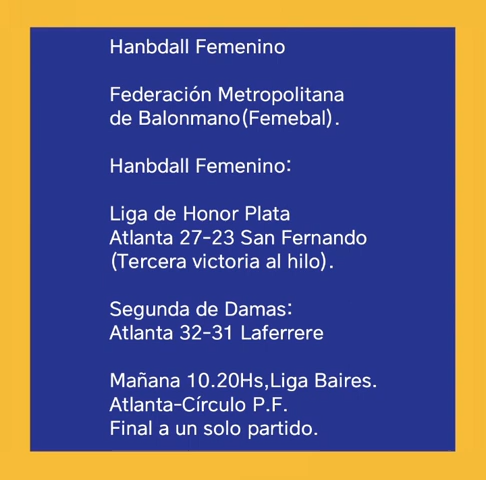 Hanbdall Femenino
Federación Metropolitana
de Balonmano(Femebal).
Hanbdall Femenino:
Liga de Honor Plata
Atlanta 27-23 San Fernando
(Tercera victoria al hilo).
Segunda de Damas:
Atlanta 32-31 Laferrere
Mañana 10.20Hs,Liga Baires.
Atlanta-Círculo P.F.
Final a un solo partido.